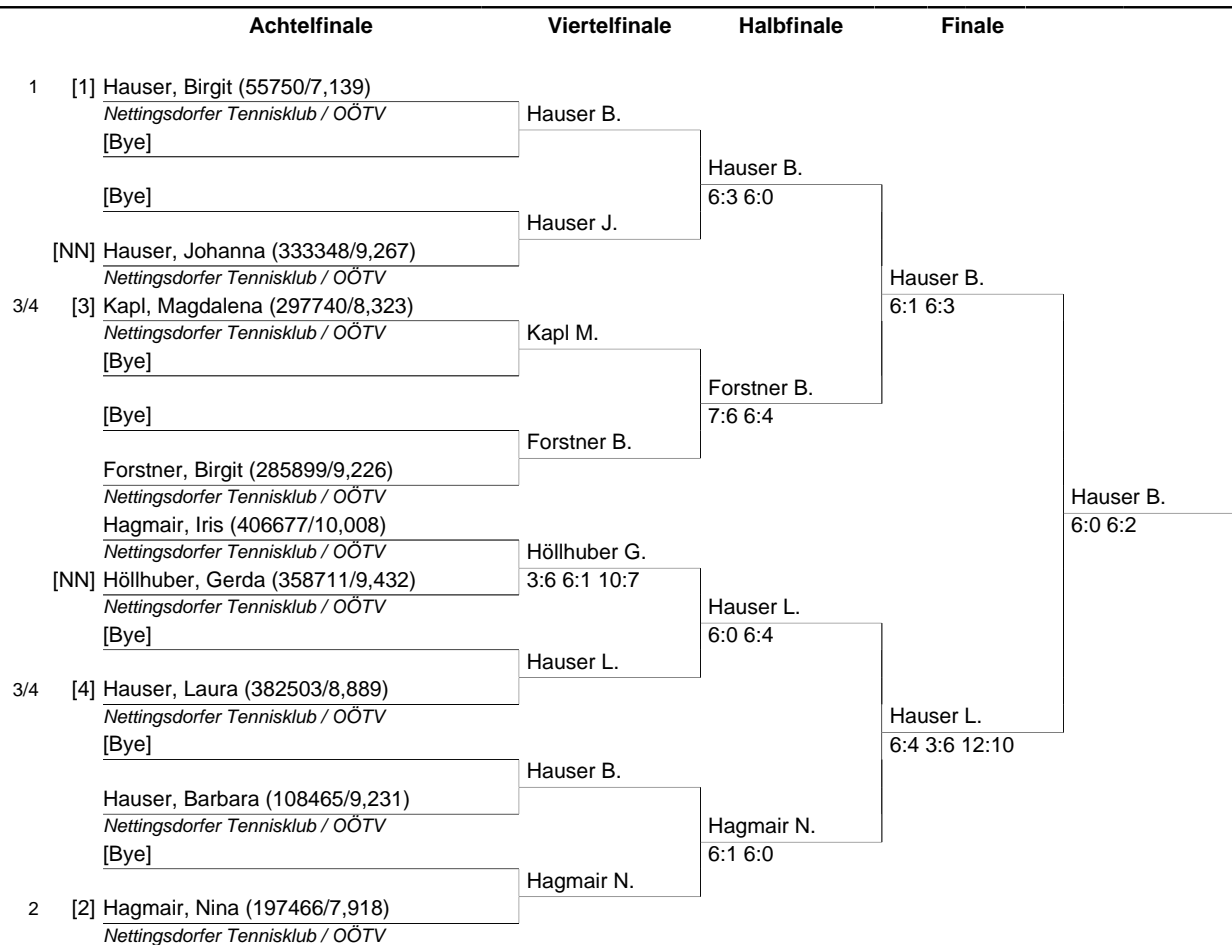 Achtelfinale Viertelfinale Halbfinale Finale
1 [1] Hauser, Birgit (55750/7,139)
Nettingsdorfer Tennisklub / OÖTV Hauser B.
[Bye]
Hauser B.
[Bye] 6:3 6:0
Hauser J.
[NN] Hauser, Johanna (333348/9,267)
Nettingsdorfer Tennisklub / OÖTV Hauser B.
3/4 [3] Kapl, Magdalena (297740/8,323) 6:1 6:3
Nettingsdorfer Tennisklub / OÖTV Kapl M.
[Bye]
Forstner B.
[Bye] 7:6 6:4
Forstner B.
Forstner, Birgit (285899/9,226)
Nettingsdorfer Tennisklub / OÖTV Hauser B.
Hagmair, Iris (406677/10,008) 6:0 6:2
Nettingsdorfer Tennisklub / OÖTV Höllhuber G.
[NN] Höllhuber, Gerda (358711/9,432) 3:6 6:1 10:7
Nettingsdorfer Tennisklub / OÖTV Hauser L.
[Bye] 6:0 6:4
Hauser L.
3/4 [4] Hauser, Laura (382503/8,889)
Nettingsdorfer Tennisklub / OÖTV Hauser L.
[Bye] 6:4 3:6 12:10
Hauser B.
Hauser, Barbara (108465/9,231)
Nettingsdorfer Tennisklub / OÖTV Hagmair N.
[Bye] 6:1 6:0
Hagmair N.
2 [2] Hagmair, Nina (197466/7,918)
Nettingsdorfer Tennisklub / OÖTV